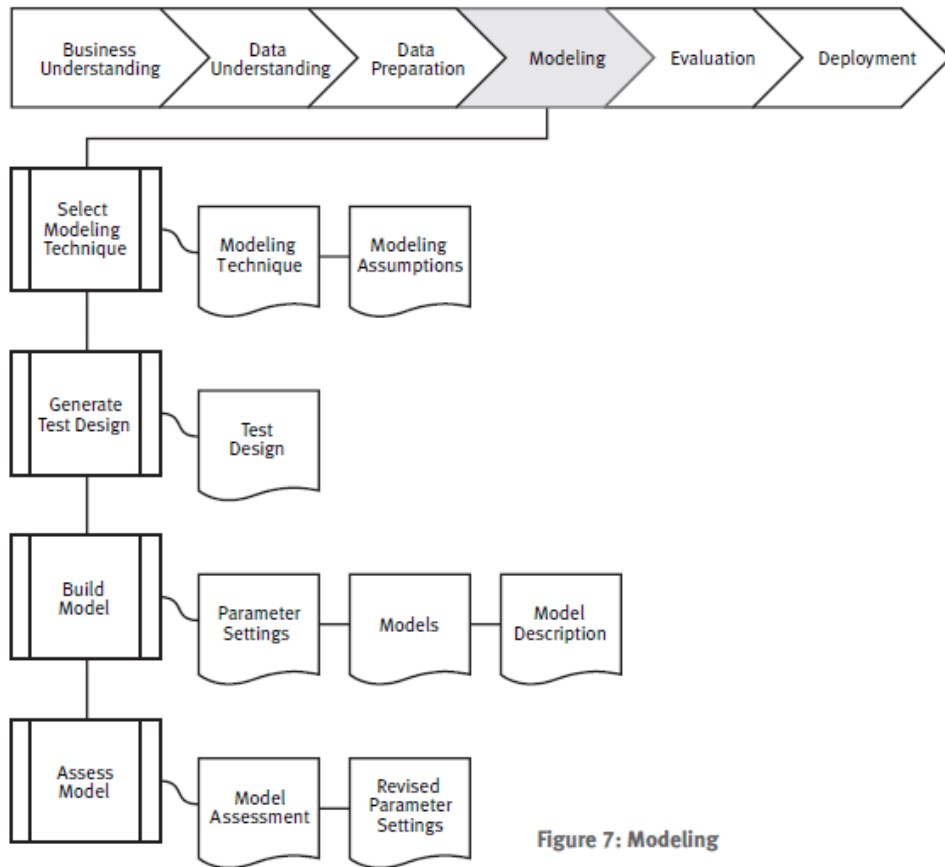 Business
Understanding
Data
Understanding
Data
Preparation
Modeling
Evaluation
Deployment
Select
Modeling
Technique
Modeling
Technique
Modeling
Assumptions
Generate
Test Design
Test
Design
Build
Model
Parameter
Settings
Models
Model
Description
Assess
Model
Model
Assessment
Revised
Parameter
Settings
Figure 7: Modeling